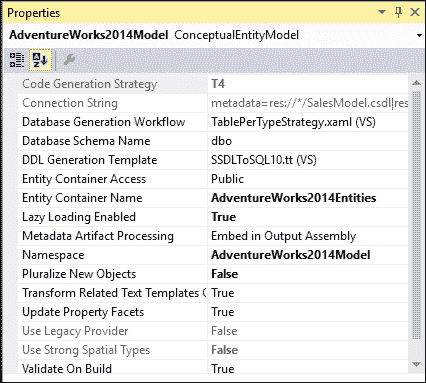 Properties
AdventureWorks2014Model ConceptualEntityModel
Code Generation Strategy T4
Connection String metadata=res://*/SalesModel.csdl|res
Database Generation Workflow TablePerTypeStrategy.xaml (VS)
Database Schema Name dbo
DDL Generation Template SSDLToSQL10.tt (VS)
Entity Container Access Public
Entity Container Name AdventureWorks2014Entities
Lazy Loading Enabled True
Metadata Artifact Processing Embed in Output Assembly
Namespace AdventureWorks2014Model
Pluralize New Objects False
Transform Related Text Templates True
Update Property Facets True
Use Legacy Provider False
Use Strong Spatial Types False
Validate On Build True